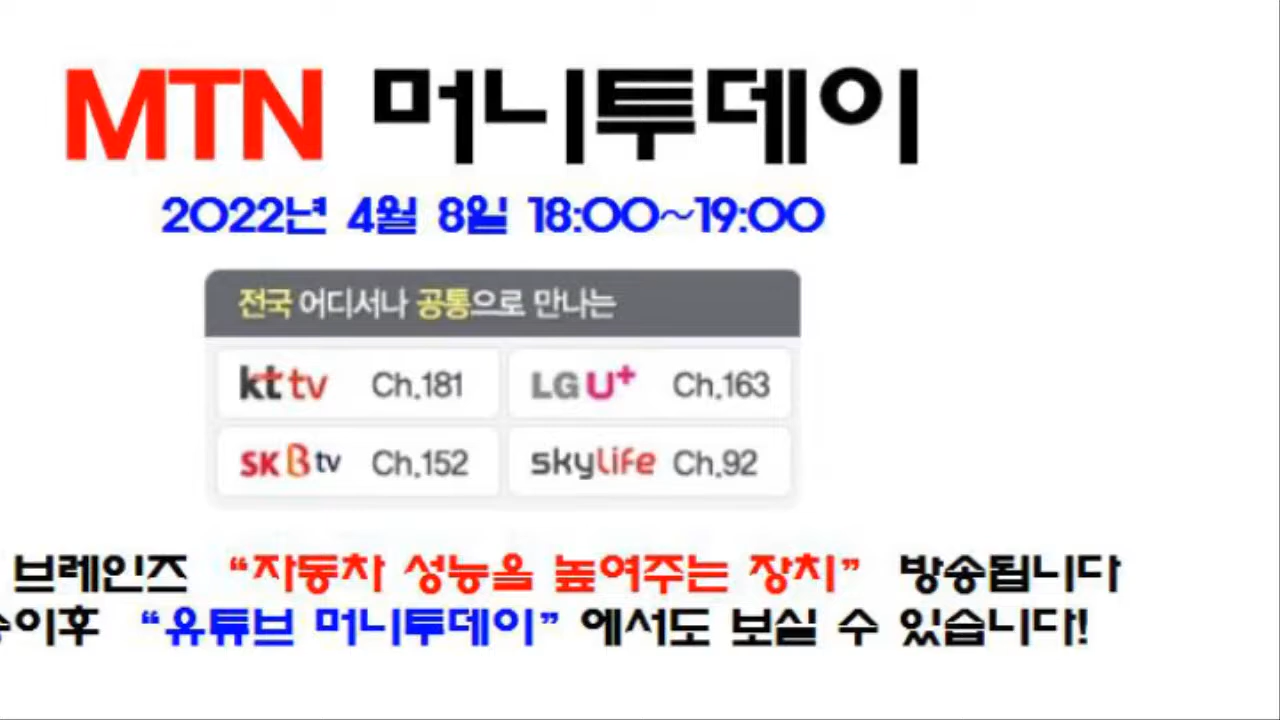 MTN 머니투데이
2022년 4월 8일 18:00~19:00
전국 어디서나 공통으로 만나는
kt tv Ch.181 LG U+ Ch.163
SK B tv Ch.152 skylife Ch.92
브레인즈 “자동차 성능을 높여주는 장치” 방송됩니다
이후 “유튜브 머니투데이” 에서도 보실 수 있습니다!